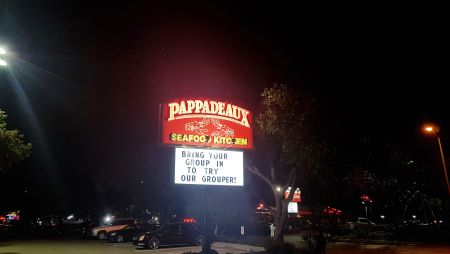 PAPPADEAUX
SEAFOOD KITCHEN
BRING YOUR
GROUP IN
TO TRY
OUR GROUPER!